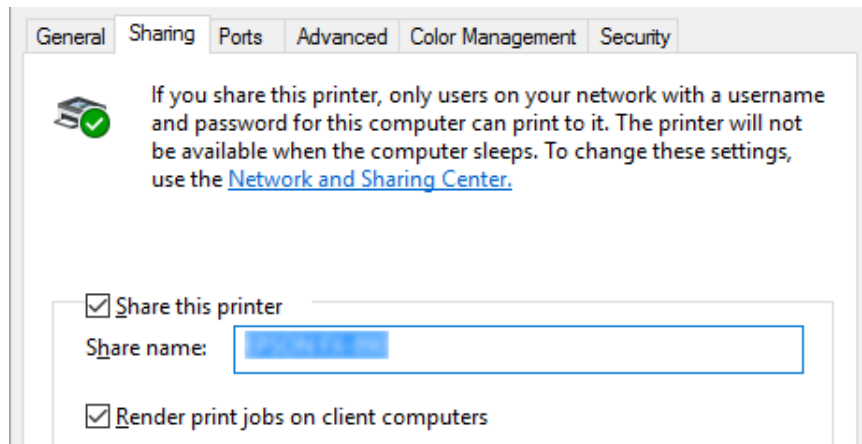 General Sharing Ports Advanced Color Management Security
If you share this printer, only users on your network with a username
and password for this computer can print to it. The printer will not
be available when the computer sleeps. To change these settings,
use the Network and Sharing Center.
Share this printer
Share name:
Render print jobs on client computers